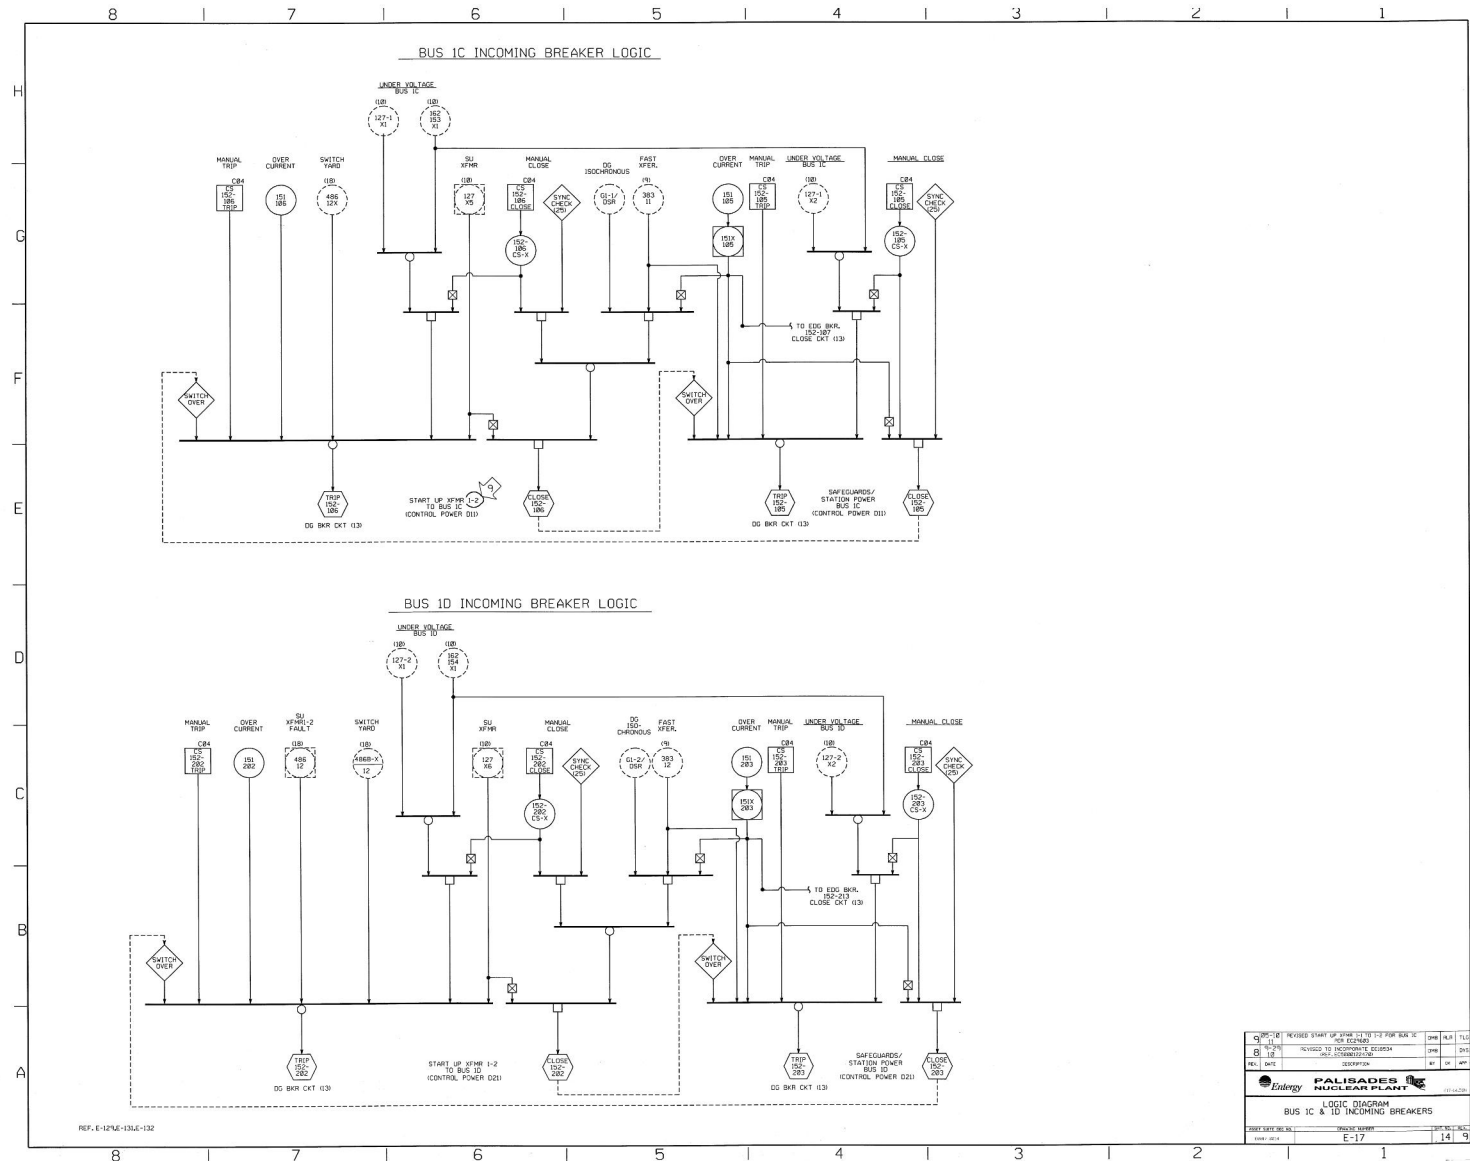 8 7 6 5 4 3 2 1
H
G
F
E
D
C
B
A
BUS 1C INCOMING BREAKER LOGIC
UNDER VOLTAGE
BUS 1C
(10) (10)
127-1
X1
162
153
X1
MANUAL
TRIP
OVER
CURRENT
SWITCH
YARD
SU
XFMR
MANUAL
CLOSE
DG
ISOCHRONOUS
FAST
XFER.
OVER
CURRENT
MANUAL
TRIP
UNDER VOLTAGE
BUS 1C
MANUAL CLOSE
C04
CS
152-
106
TRIP
151
106
(18)
486
12X
(10)
127
X5
C04
CS
152-
106
CLOSE
SYNC
CHECK
(25)
G1-1/
DSR
(9)
383
11
151
105
C04
CS
152-
105
TRIP
(10)
127-1
X2
C04
CS
152-
105
CLOSE
SYNC
CHECK
(25)
152-
106
CS-X
151X
105
152-
105
CS-X
TO EDG BKR.
152-107
CLOSE CKT (13)
SWITCH
OVER
SWITCH
OVER
TRIP
152-
106
DG BKR CKT (13)
START UP XFMR 1-2
TO BUS 1C
(CONTROL POWER D11)
9
CLOSE
152-
106
TRIP
152-
105
DG BKR CKT (13)
SAFEGUARDS/
STATION POWER
BUS 1C
(CONTROL POWER D11)
CLOSE
152-
105
BUS 1D INCOMING BREAKER LOGIC
UNDER VOLTAGE
BUS 1D
(10) (10)
127-2
X1
162
154
X1
MANUAL
TRIP
OVER
CURRENT
SU
XFMR1-2
FAULT
SWITCH
YARD
SU
XFMR
MANUAL
CLOSE
DG
ISO-
CHRONOUS
FAST
XFER.
OVER
CURRENT
MANUAL
TRIP
UNDER VOLTAGE
BUS 1D
MANUAL CLOSE
C04
CS
152-
202
TRIP
151
202
(18)
486
12
(18)
486B-X
12
(10)
127
X6
C04
CS
152-
202
CLOSE
SYNC
CHECK
(25)
G1-2/
DSR
(9)
383
12
151
203
C04
CS
152-
203
TRIP
(10)
127-2
X2
C04
CS
152-
203
CLOSE
SYNC
CHECK
(25)
152-
202
CS-X
151X
203
152-
203
CS-X
TO EDG BKR.
152-213
CLOSE CKT (13)
SWITCH
OVER
SWITCH
OVER
TRIP
152-
202
DG BKR CKT (13)
START UP XFMR 1-2
TO BUS 1D
(CONTROL POWER D21)
CLOSE
152-
202
TRIP
152-
203
DG BKR CKT (13)
SAFEGUARDS/
STATION POWER
BUS 1D
(CONTROL POWER D21)
CLOSE
152-
203
REF. E-129,E-131,E-132
9 REVISED START UP XFMR 1-1 TO 1-2 FOR BUS 1C
PER EC29603
8 REVISED TO INCORPORATE EC10534
REV. DATE DESCRIPTION BY CK APP
Entergy
PALISADES
NUCLEAR PLANT
LOGIC DIAGRAM
BUS 1C & 1D INCOMING BREAKERS
DRAWING NUMBER
E-17 14 9
8 7 6 5 4 3 2 1